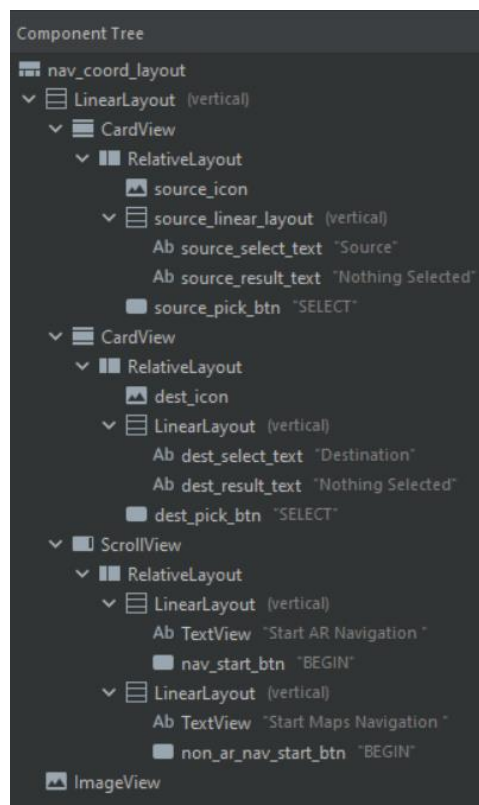 Component Tree
nav_coord_layout
LinearLayout (vertical)
CardView
RelativeLayout
source_icon
source_linear_layout (vertical)
Ab source_select_text "Source"
Ab source_result_text "Nothing Selected"
source_pick_btn "SELECT"
CardView
RelativeLayout
dest_icon
LinearLayout (vertical)
Ab dest_select_text "Destination"
Ab dest_result_text "Nothing Selected"
dest_pick_btn "SELECT"
ScrollView
RelativeLayout
LinearLayout (vertical)
Ab TextView "Start AR Navigation "
nav_start_btn "BEGIN"
LinearLayout (vertical)
Ab TextView "Start Maps Navigation "
non_ar_nav_start_btn "BEGIN"
ImageView